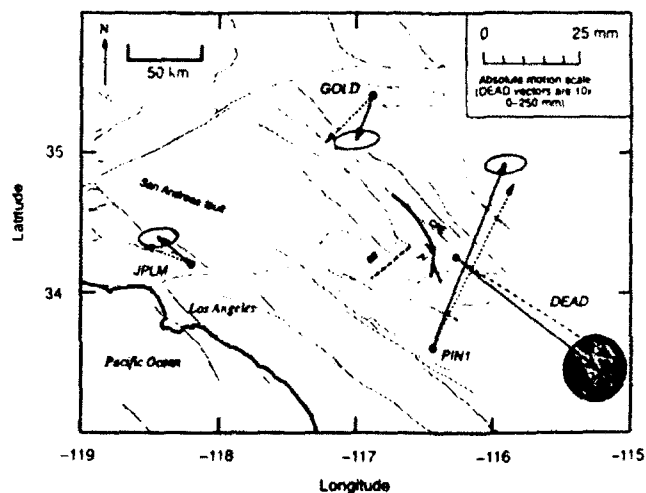 N
50 km
0 25 mm
Absolute motion scale
(DEAD vectors are 10x
0–250 mm)
GOLD
35
Latitude
San Andreas fault
JPLM
34
Los Angeles
DEAD
PIN1
Pacific Ocean
-119
-118
-117
-116
-115
Longitude